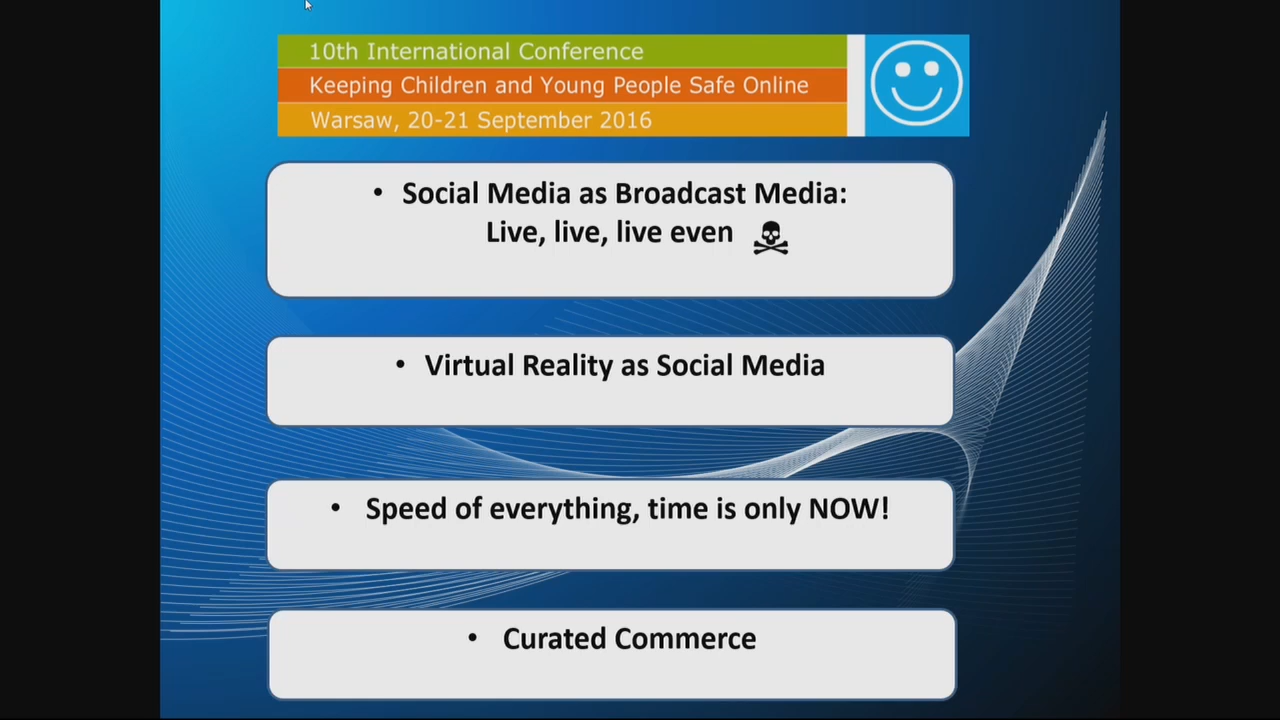 10th International Conference
Keeping Children and Young People Safe Online
Warsaw, 20-21 September 2016
• Social Media as Broadcast Media:
Live, live, live even ☠
• Virtual Reality as Social Media
• Speed of everything, time is only NOW!
• Curated Commerce